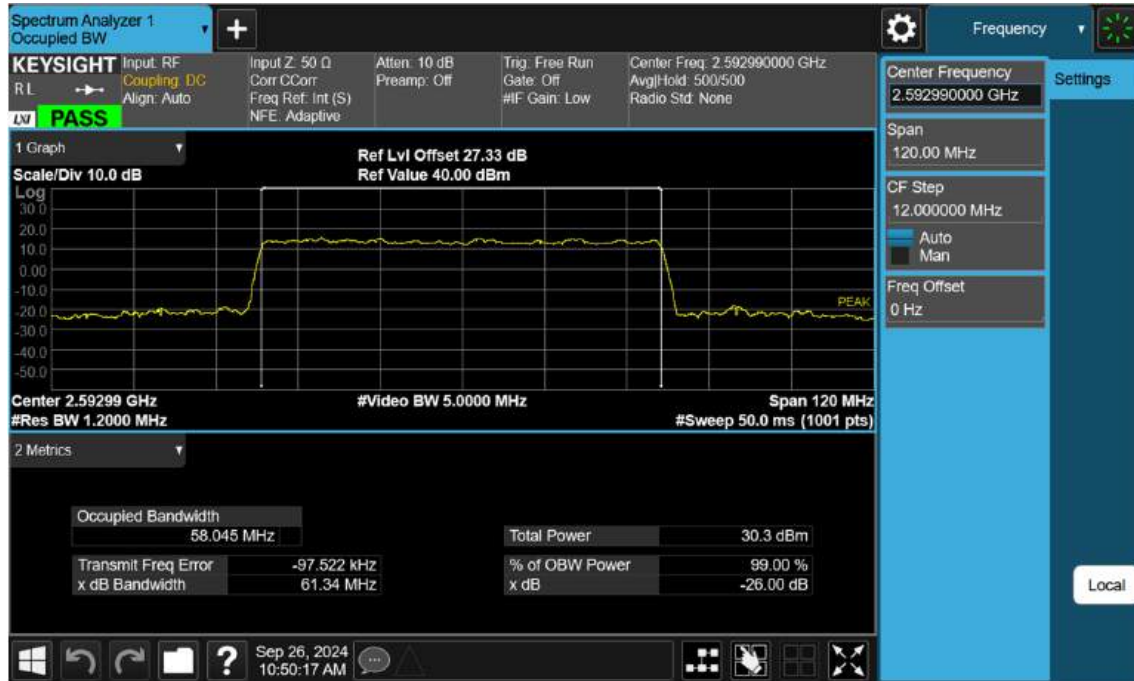 Spectrum Analyzer 1
Occupied BW
+
Frequency
KEYSIGHT
R L
LXI PASS
Input: RF
Coupling: DC
Align: Auto
Input Z: 50 Ω
Corr CCorr
Freq Ref: Int (S)
NFE: Adaptive
Atten: 10 dB
Preamp: Off
Trig: Free Run
Gate: Off
#IF Gain: Low
Center Freq: 2.592990000 GHz
Avg|Hold: 500/500
Radio Std: None
Center Frequency
2.592990000 GHz
Settings
Span
120.00 MHz
CF Step
12.000000 MHz
Auto
Man
Freq Offset
0 Hz
Local
1 Graph
Scale/Div 10.0 dB
Ref Lvl Offset 27.33 dB
Ref Value 40.00 dBm
Log
30.0
20.0
10.0
0.00
-10.0
-20.0
-30.0
-40.0
-50.0
PEAK
Center 2.59299 GHz
#Video BW 5.0000 MHz
Span 120 MHz
#Res BW 1.2000 MHz
#Sweep 50.0 ms (1001 pts)
2 Metrics
Occupied Bandwidth
58.045 MHz
Total Power 30.3 dBm
Transmit Freq Error -97.522 kHz
% of OBW Power 99.00 %
x dB Bandwidth 61.34 MHz
x dB -26.00 dB
?
Sep 26, 2024
10:50:17 AM